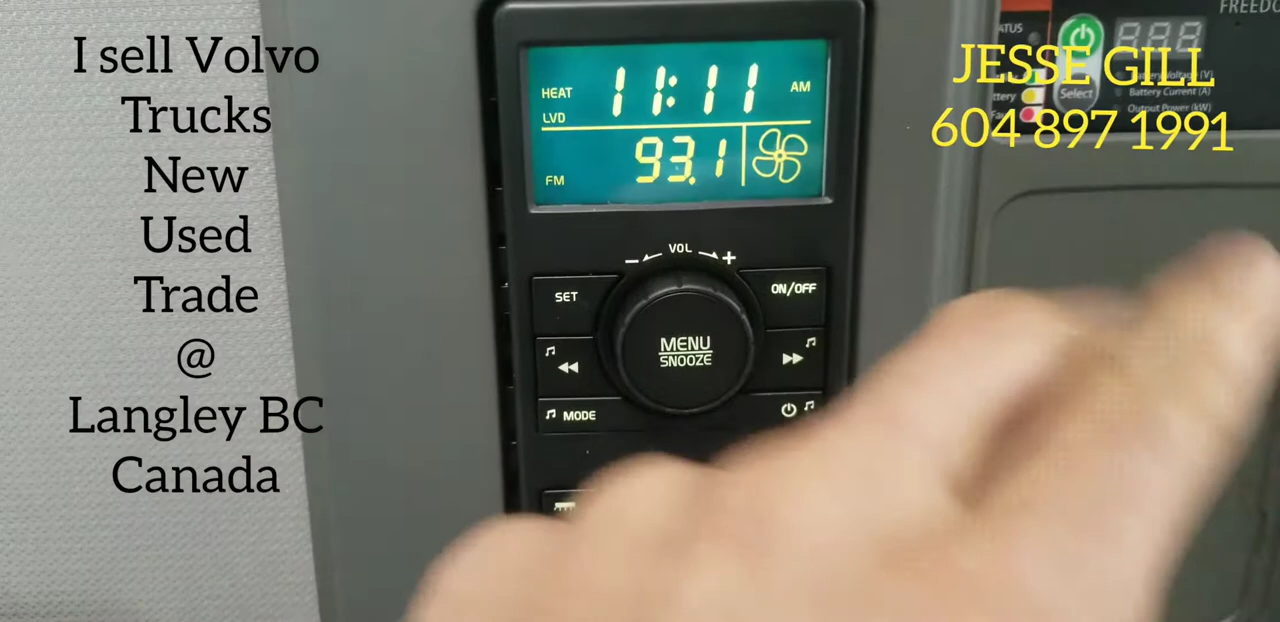 I sell Volvo
Trucks
New
Used
Trade
@
Langley BC
Canada
HEAT
LVD
11:11 AM
FM
93.1
− VOL +
SET
ON/OFF
MENU
SNOOZE
MODE
JESSE GILL
604 897 1991
Select
Battery Current (A)
Output Power (kW)